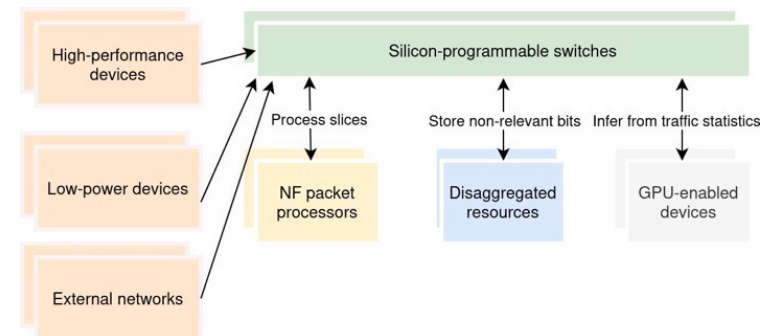 High-performance
devices
Silicon-programmable switches
Process slices
Store non-relevant bits
Infer from traffic statistics
Low-power devices
NF packet
processors
Disaggregated
resources
GPU-enabled
devices
External networks